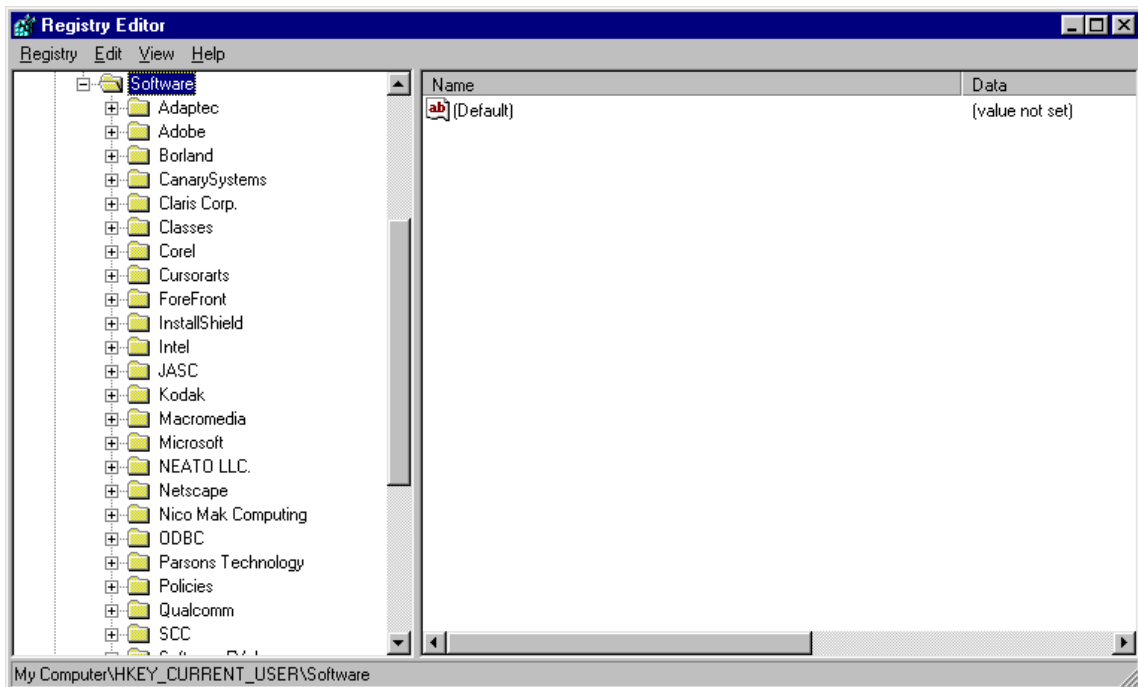 Registry Editor
Registry Edit View Help
Software
Adaptec
Adobe
Borland
CanarySystems
Claris Corp.
Classes
Corel
Cursorarts
ForeFront
InstallShield
Intel
JASC
Kodak
Macromedia
Microsoft
NEATO LLC.
Netscape
Nico Mak Computing
ODBC
Parsons Technology
Policies
Qualcomm
SCC
Name Data
ab (Default) (value not set)
My Computer\HKEY_CURRENT_USER\Software